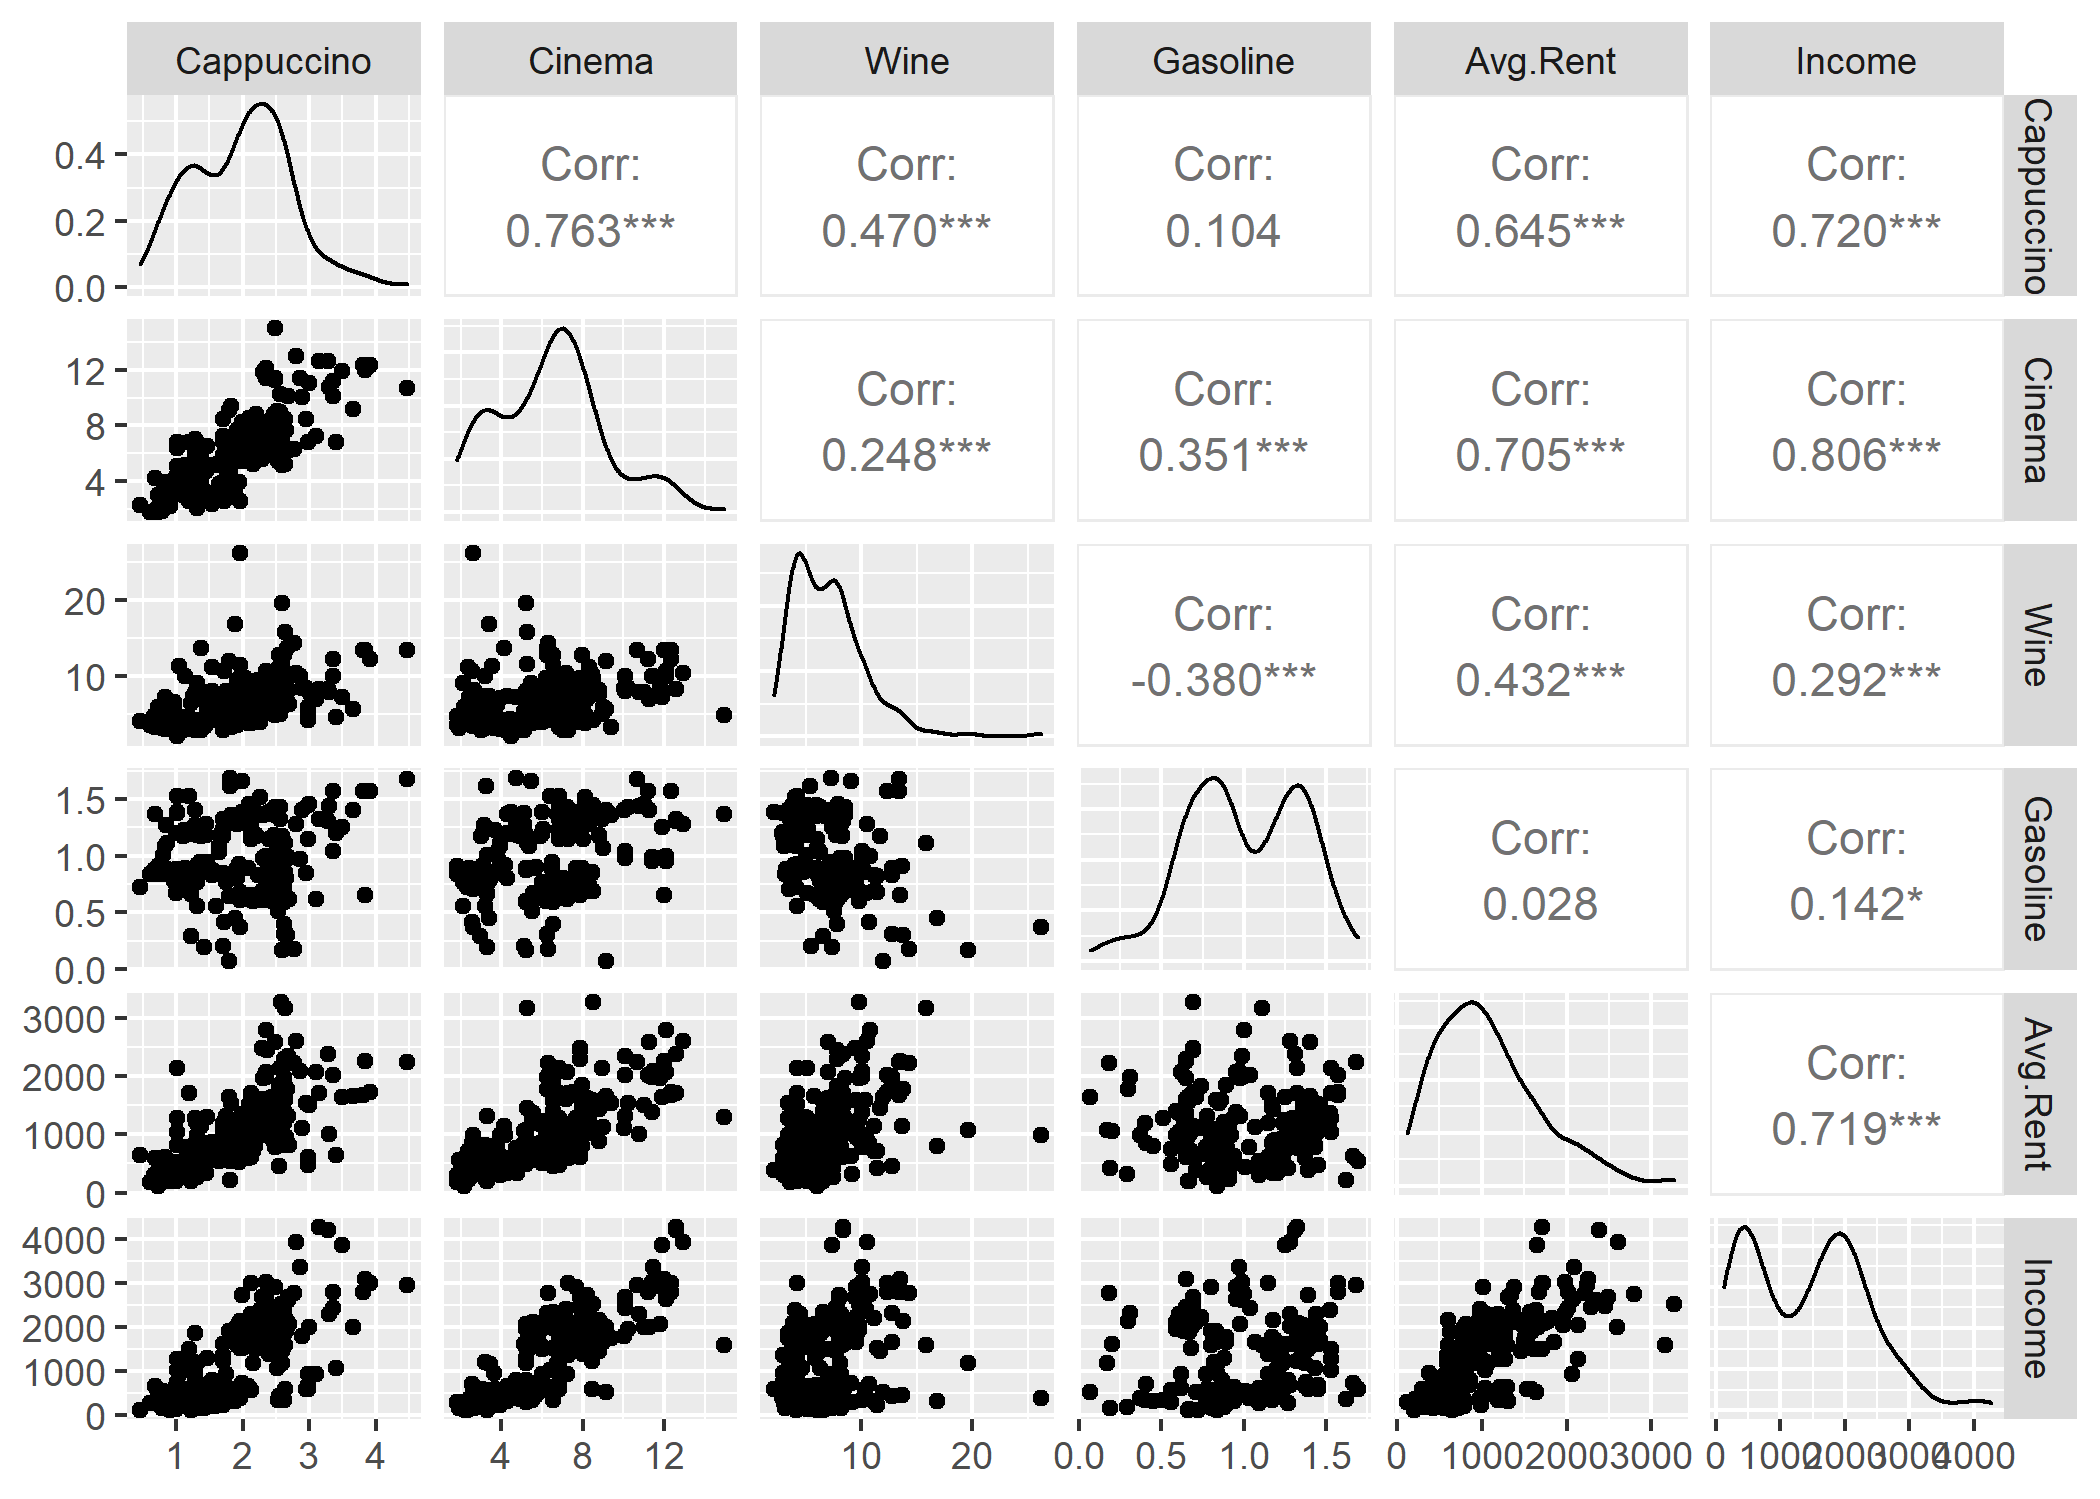 Cappuccino Cinema Wine Gasoline Avg.Rent Income
0.4 Corr: Corr: Corr: Corr: Corr: Cappuccino
0.2 0.763*** 0.470*** 0.104 0.645*** 0.720***
0.0
12 Corr: Corr: Corr: Corr: Cinema
8 0.248*** 0.351*** 0.705*** 0.806***
4
20 Corr: Corr: Corr: Wine
10 -0.380*** 0.432*** 0.292***
1.5 Corr: Corr: Gasoline
1.0 0.028 0.142*
0.5
0.0
3000 Corr: Avg.Rent
2000 0.719***
1000
0
4000 Income
3000
2000
1000
0
1 2 3 4 4 8 12 10 20 0.0 0.5 1.0 1.5 0 1000 2000 3000 0 1000 2000 3000 4000